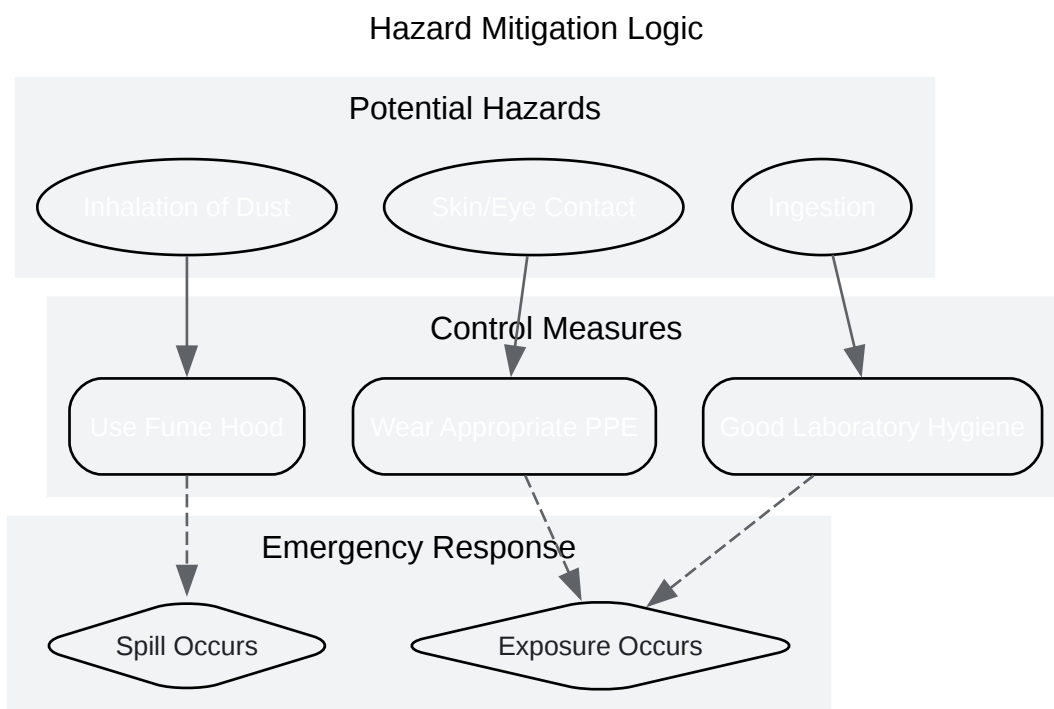 Hazard Mitigation Logic
Potential Hazards
Inhalation of Dust
Skin/Eye Contact
Ingestion
Control Measures
Use Fume Hood
Wear Appropriate PPE
Good Laboratory Hygiene
Emergency Response
Spill Occurs
Exposure Occurs